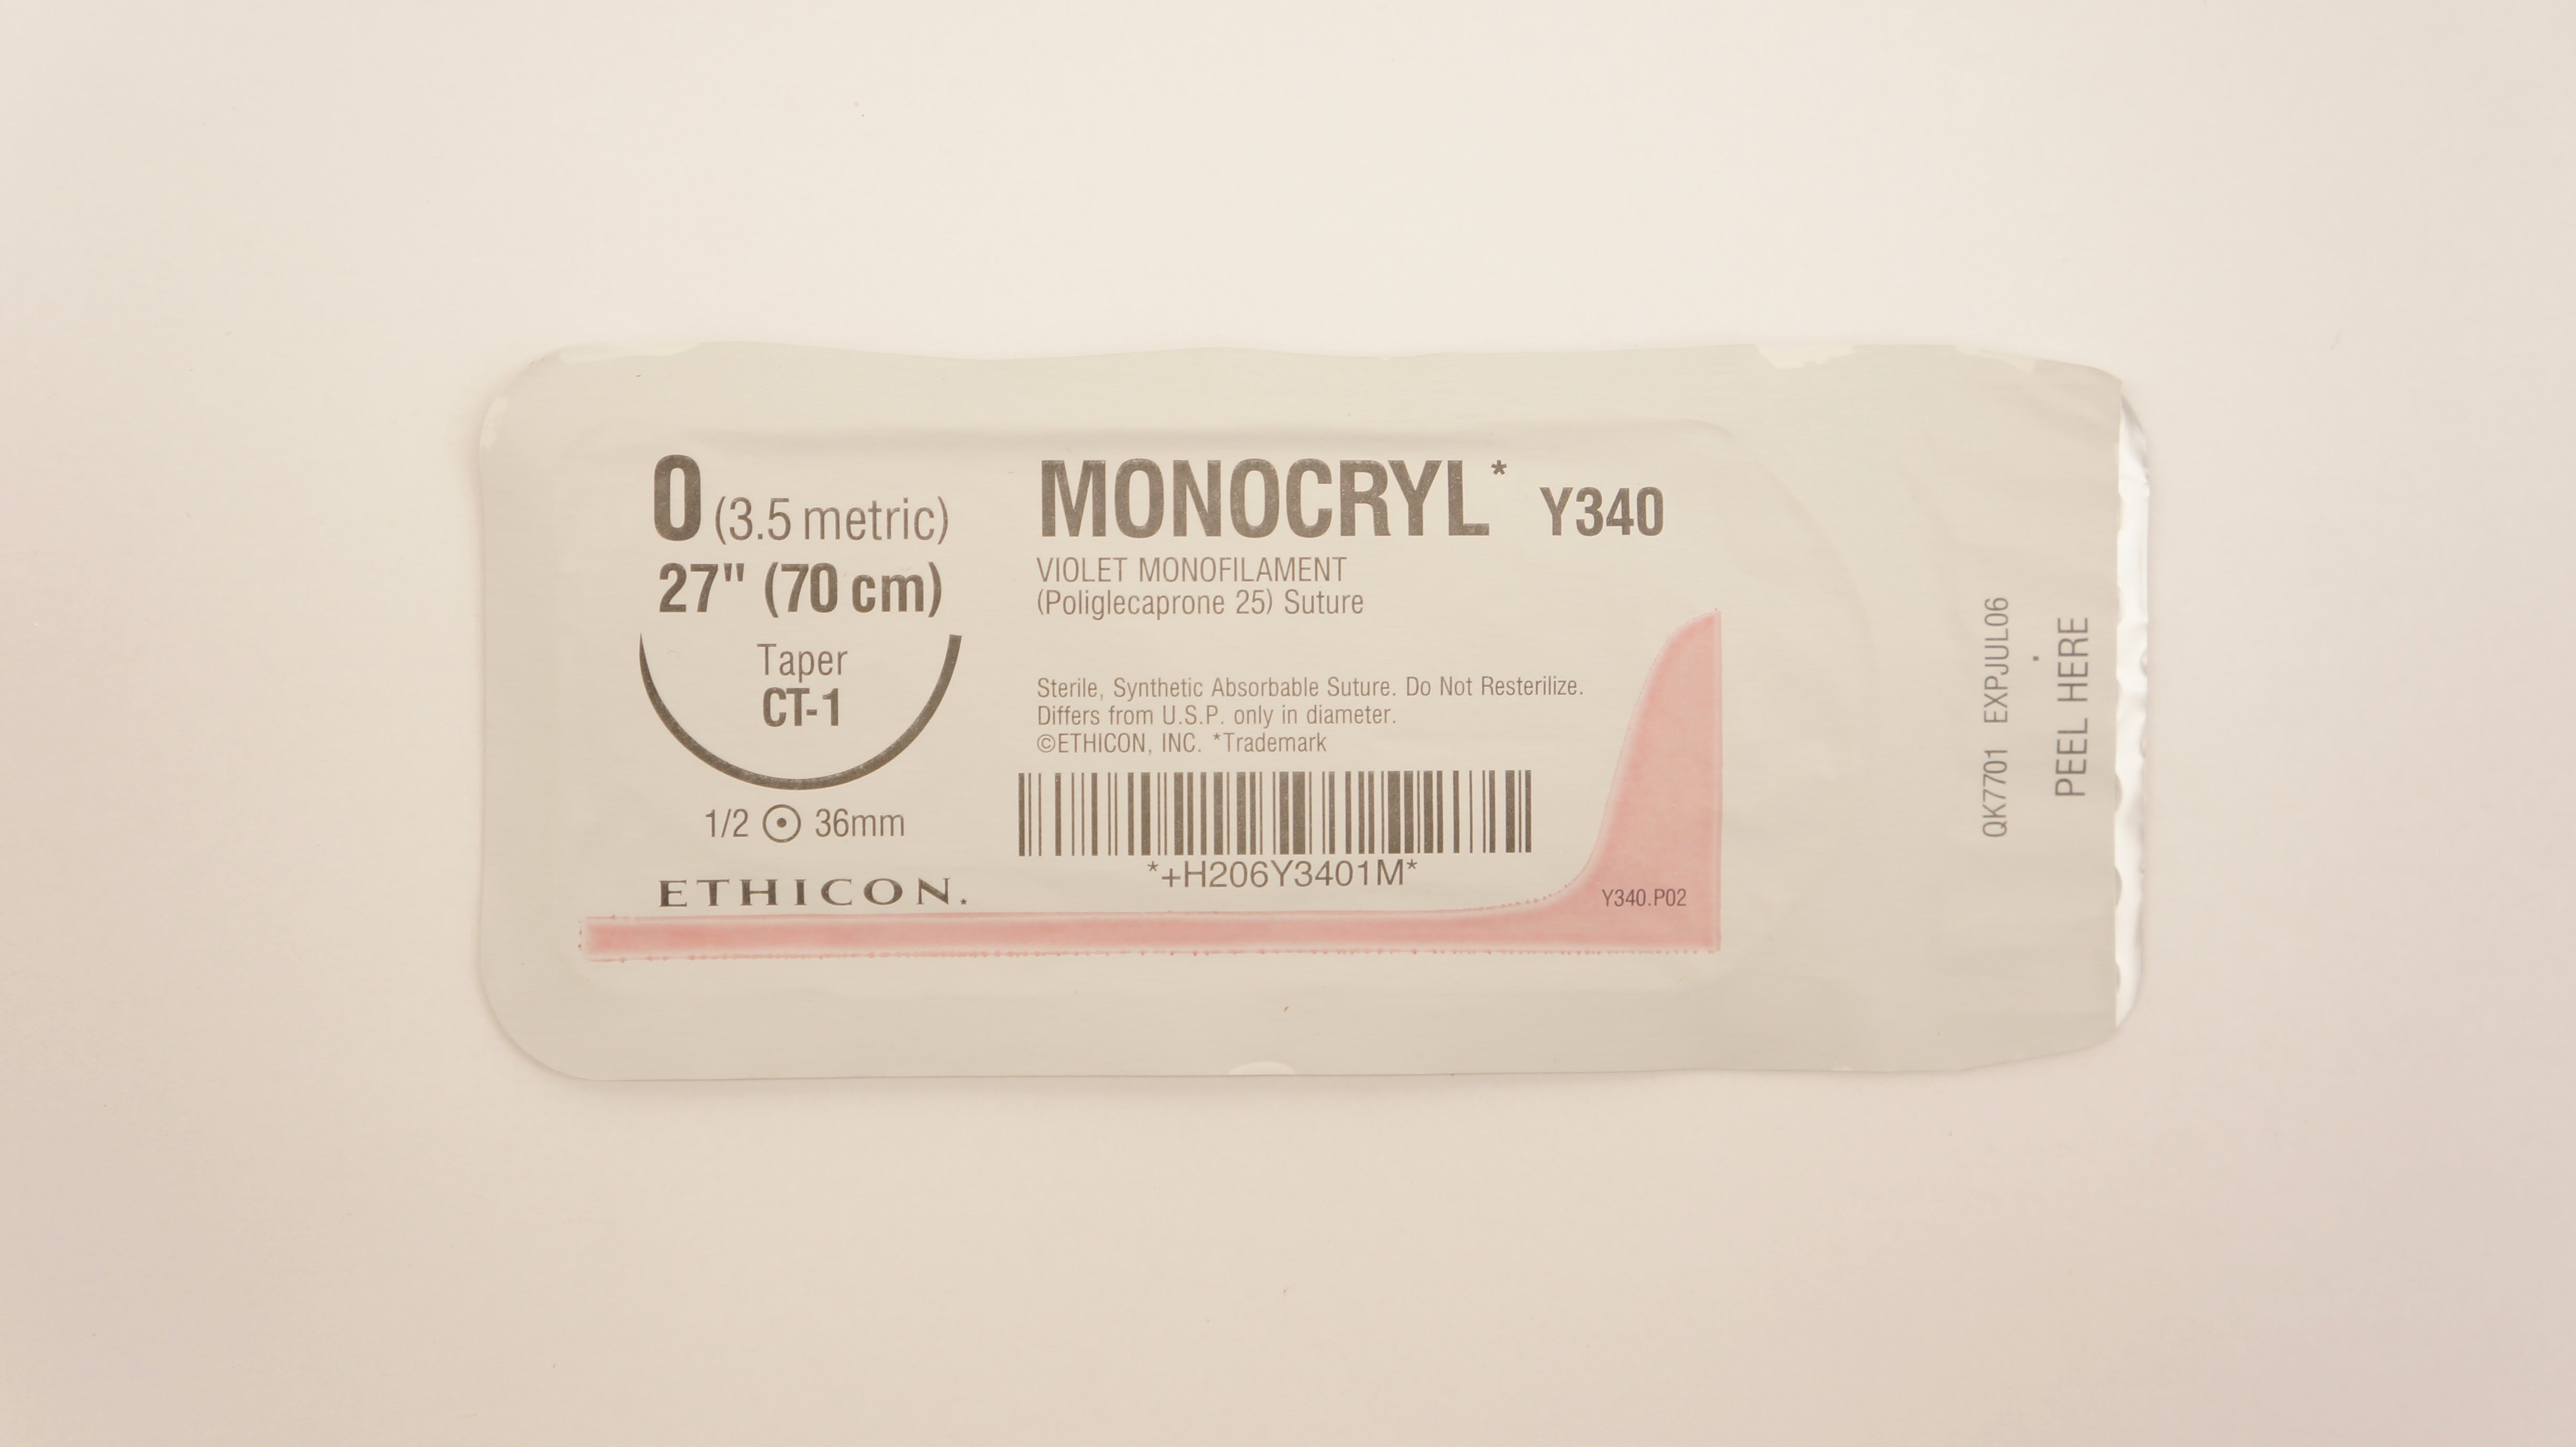 0 (3.5 metric)
27" (70 cm)
Taper
CT-1
1/2 36mm
ETHICON.
MONOCRYL* Y340
VIOLET MONOFILAMENT
(Poliglecaprone 25) Suture
Sterile, Synthetic Absorbable Suture. Do Not Resterilize.
Differs from U.S.P. only in diameter.
©ETHICON, INC. *Trademark
*+H206Y3401M*
Y340.P02
QK7701 EXPJUL06
PEEL HERE